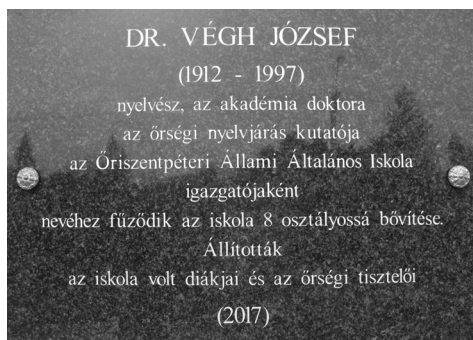 DR. VÉGH JÓZSEF
(1912 - 1997)
nyelvész, az akadémia doktora
az őrségi nyelvjárás kutatója
az Őriszentpéteri Állami Általános Iskola
igazgatójaként
nevéhez fűződik az iskola 8 osztályossá bővítése.
Állították
az iskola volt diákjai és az őrségi tisztelői
(2017)